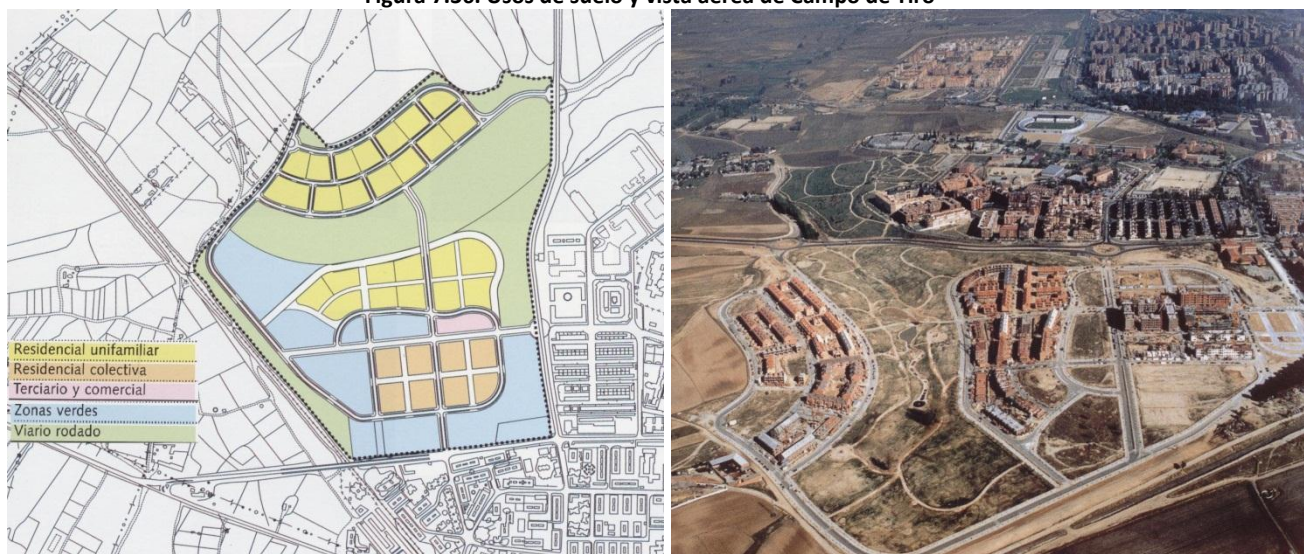 Figura 7.50. Usos de suelo y vista aérea de Campo de Tiro
Residencial unifamiliar
Residencial colectiva
Terciario y comercial
Zonas verdes
Viario rodado